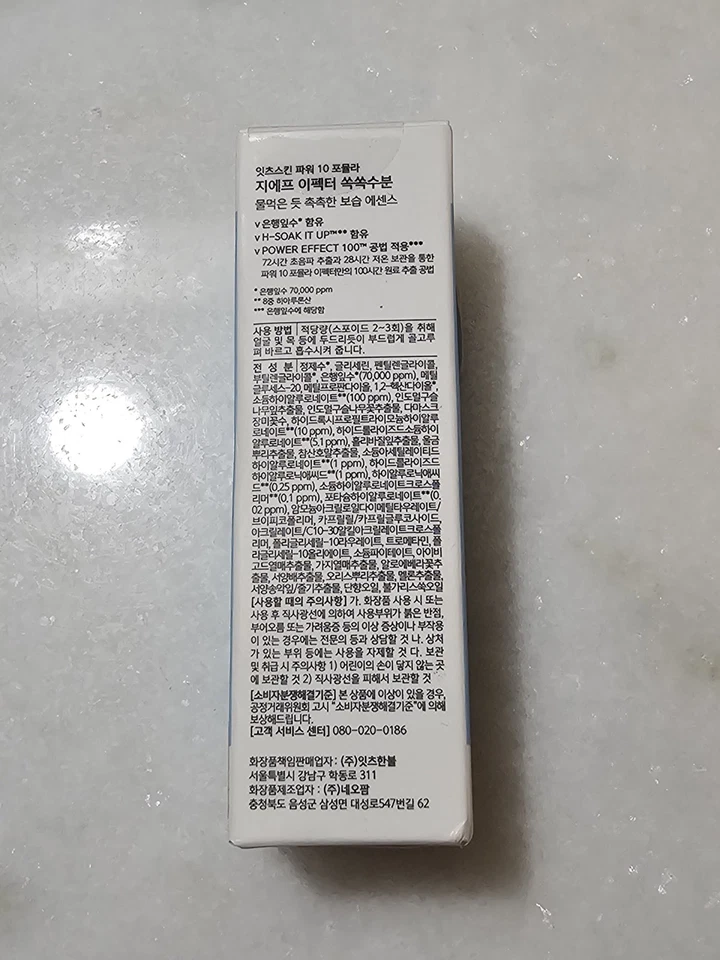 잇츠스킨 파워 10 포뮬라
지에프 이펙터 쏙쏙수분
물먹은 듯 촉촉한 보습 에센스
v 은행잎수* 함유
v H-SOAK IT UP™** 함유
v POWER EFFECT 100™ 공법 적용***
72시간 초음파 추출과 28시간 저온 보관을 통한
파워 10 포뮬라 이펙터만의 100시간 원료 추출 공법
* 은행잎수 70,000 ppm
** 8중 히아루론산
*** 은행잎수에 해당함
사용 방법 적당량(스포이드 2~3회)을 취해
얼굴 및 목 등에 두드리듯이 부드럽게 골고루
펴 바르고 흡수시켜 줍니다.
전 성 분 정제수*, 글리세린, 펜틸렌글라이콜,
부틸렌글라이콜*, 은행잎수*(70,000 ppm), 메틸
글루세스-20, 메틸프로판다이올, 1,2-헥산다이올*,
소듐하이알루로네이트**(100 ppm), 인도멀구슬
나무잎추출물, 인도멀구슬나무꽃추출물, 다마스크
장미꽃수, 하이드록시프로필트라이모늄하이알루
로네이트**(10 ppm), 하이드롤라이즈드소듐하이
알루로네이트**(5.1 ppm), 홀리바질잎추출물, 울금
뿌리추출물, 참산호말추출물, 소듐아세틸레이티드
하이알루로네이트**(1 ppm), 하이드롤라이즈드
하이알루로닉애씨드**(1 ppm), 하이알루로닉애씨
드**(0.25 ppm), 소듐하이알루로네이트크로스폴
리머**(0.1 ppm), 포타슘하이알루로네이트**(0.
02 ppm), 암모늄아크릴로일다이메틸타우레이트/
브이피코폴리머, 카프릴릴/카프릴글루코사이드,
아크릴레이트/C10-30알킬아크릴레이트크로스폴
리머, 폴리글리세릴-10라우레이트, 트로메타민, 폴
리글리세릴-10올리에이트, 소듐파이테이트, 아이비
고드열매추출물, 가지열매추출물, 알로에베라꽃추
출물, 서양배추출물, 오리스뿌리추출물, 멜론추출물,
서양송악잎/줄기추출물, 단향오일, 불가리스쑥오일
[사용할 때의 주의사항] 가. 화장품 사용 시 또는
사용 후 직사광선에 의하여 사용부위가 붉은 반점,
부어오름 또는 가려움증 등의 이상 증상이나 부작용
이 있는 경우에는 전문의 등과 상담할 것 나. 상처
가 있는 부위 등에는 사용을 자제할 것 다. 보관
및 취급 시 주의사항 1) 어린이의 손이 닿지 않는 곳
에 보관할 것 2) 직사광선을 피해서 보관할 것
[소비자분쟁해결기준] 본 상품에 이상이 있을 경우,
공정거래위원회 고시 "소비자분쟁해결기준"에 의해
보상해드립니다.
[고객 서비스 센터] 080-020-0186
화장품책임판매업자 : (주)잇츠한불
서울특별시 강남구 학동로 311
화장품제조업자 : (주)네오팜
충청북도 음성군 삼성면 대성로547번길 62